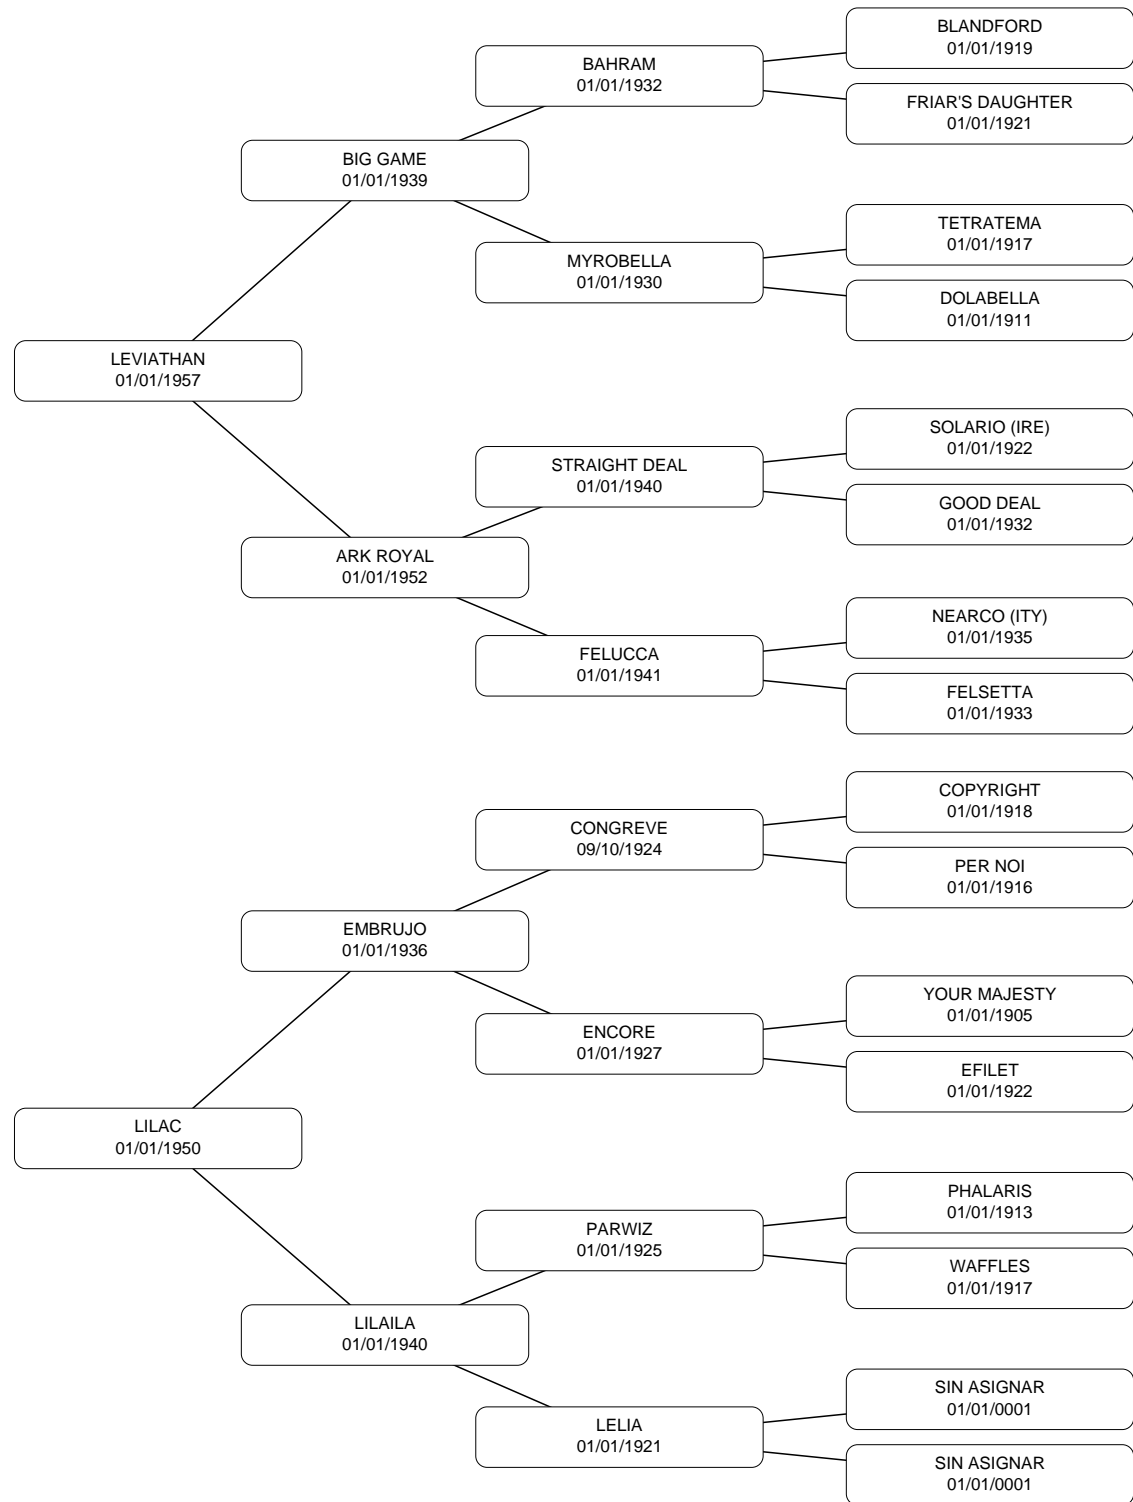 BLANDFORD
01/01/1919
BAHRAM
01/01/1932
FRIAR'S DAUGHTER
01/01/1921
BIG GAME
01/01/1939
TETRATEMA
01/01/1917
MYROBELLA
01/01/1930
DOLABELLA
01/01/1911
LEVIATHAN
01/01/1957
SOLARIO (IRE)
01/01/1922
STRAIGHT DEAL
01/01/1940
GOOD DEAL
01/01/1932
ARK ROYAL
01/01/1952
NEARCO (ITY)
01/01/1935
FELUCCA
01/01/1941
FELSETTA
01/01/1933
COPYRIGHT
01/01/1918
CONGREVE
09/10/1924
PER NOI
01/01/1916
EMBRUJO
01/01/1936
YOUR MAJESTY
01/01/1905
ENCORE
01/01/1927
EFILET
01/01/1922
LILAC
01/01/1950
PHALARIS
01/01/1913
PARWIZ
01/01/1925
WAFFLES
01/01/1917
LILAILA
01/01/1940
SIN ASIGNAR
01/01/0001
LELIA
01/01/1921
SIN ASIGNAR
01/01/0001